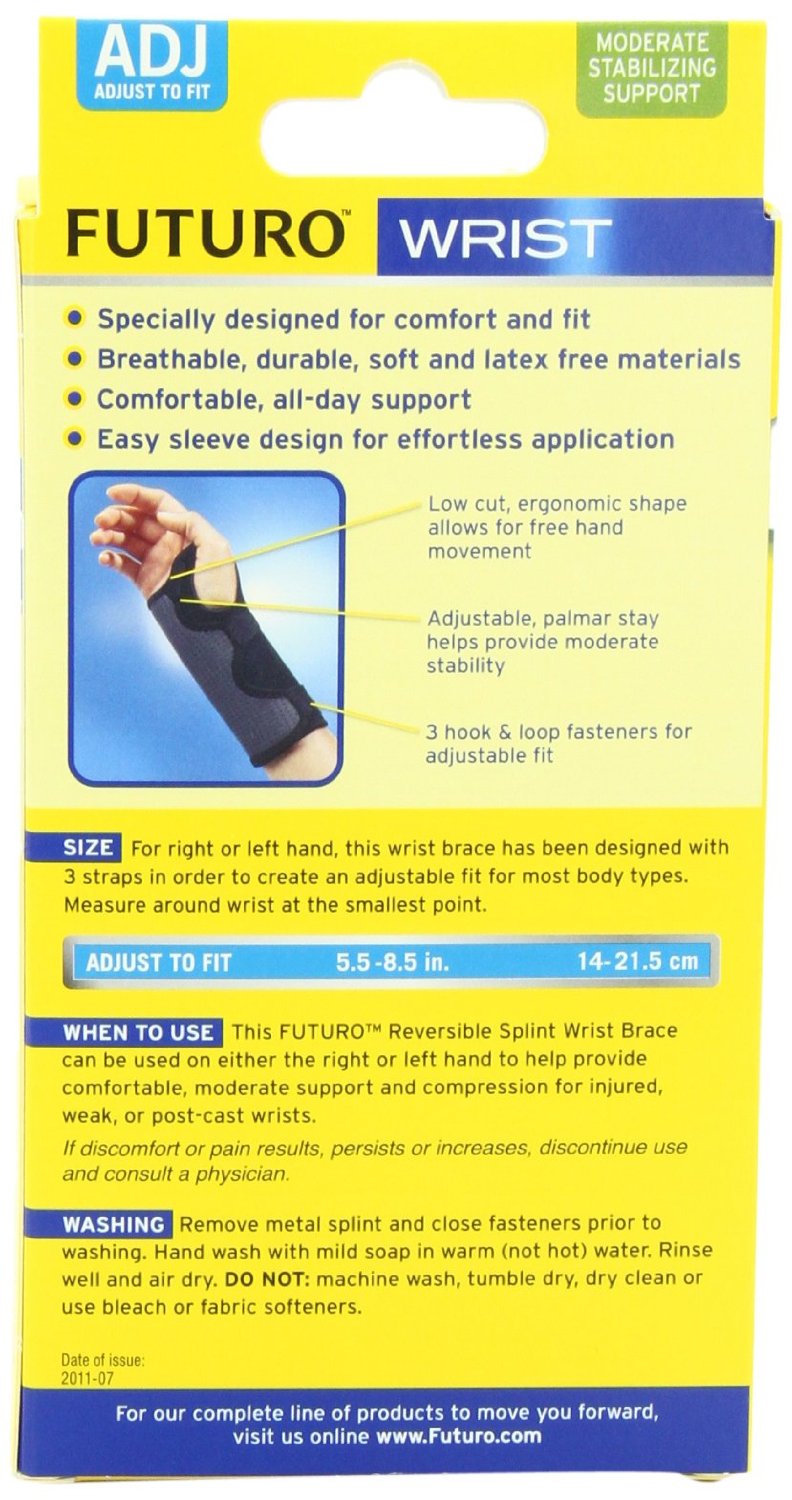 ADJ
ADJUST TO FIT
MODERATE
STABILIZING
SUPPORT
FUTURO™ WRIST
• Specially designed for comfort and fit
• Breathable, durable, soft and latex free materials
• Comfortable, all-day support
• Easy sleeve design for effortless application
Low cut, ergonomic shape
allows for free hand
movement
Adjustable, palmar stay
helps provide moderate
stability
3 hook & loop fasteners for
adjustable fit
SIZE For right or left hand, this wrist brace has been designed with
3 straps in order to create an adjustable fit for most body types.
Measure around wrist at the smallest point.
ADJUST TO FIT 5.5-8.5 in. 14-21.5 cm
WHEN TO USE This FUTURO™ Reversible Splint Wrist Brace
can be used on either the right or left hand to help provide
comfortable, moderate support and compression for injured,
weak, or post-cast wrists.
If discomfort or pain results, persists or increases, discontinue use
and consult a physician.
WASHING Remove metal splint and close fasteners prior to
washing. Hand wash with mild soap in warm (not hot) water. Rinse
well and air dry. DO NOT: machine wash, tumble dry, dry clean or
use bleach or fabric softeners.
Date of issue:
2011-07
For our complete line of products to move you forward,
visit us online www.Futuro.com